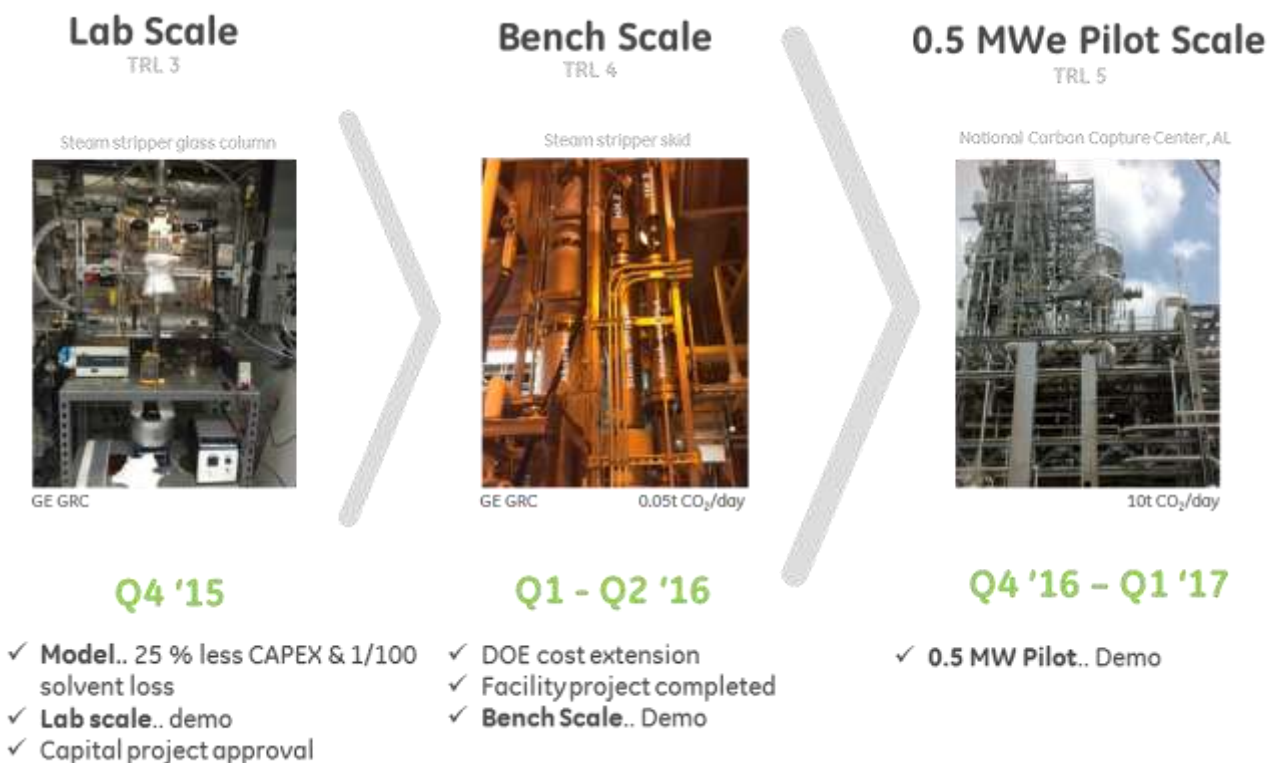 Lab Scale
TRL 3
Steam stripper glass column
GE GRC
Q4 '15
✓ Model.. 25 % less CAPEX & 1/100
solvent loss
✓ Lab scale.. demo
✓ Capital project approval
Bench Scale
TRL 4
Steam stripper skid
GE GRC 0.05t CO₂/day
Q1 - Q2 '16
✓ DOE cost extension
✓ Facility project completed
✓ Bench Scale.. Demo
0.5 MWe Pilot Scale
TRL 5
National Carbon Capture Center, AL
10t CO₂/day
Q4 '16 – Q1 '17
✓ 0.5 MW Pilot.. Demo